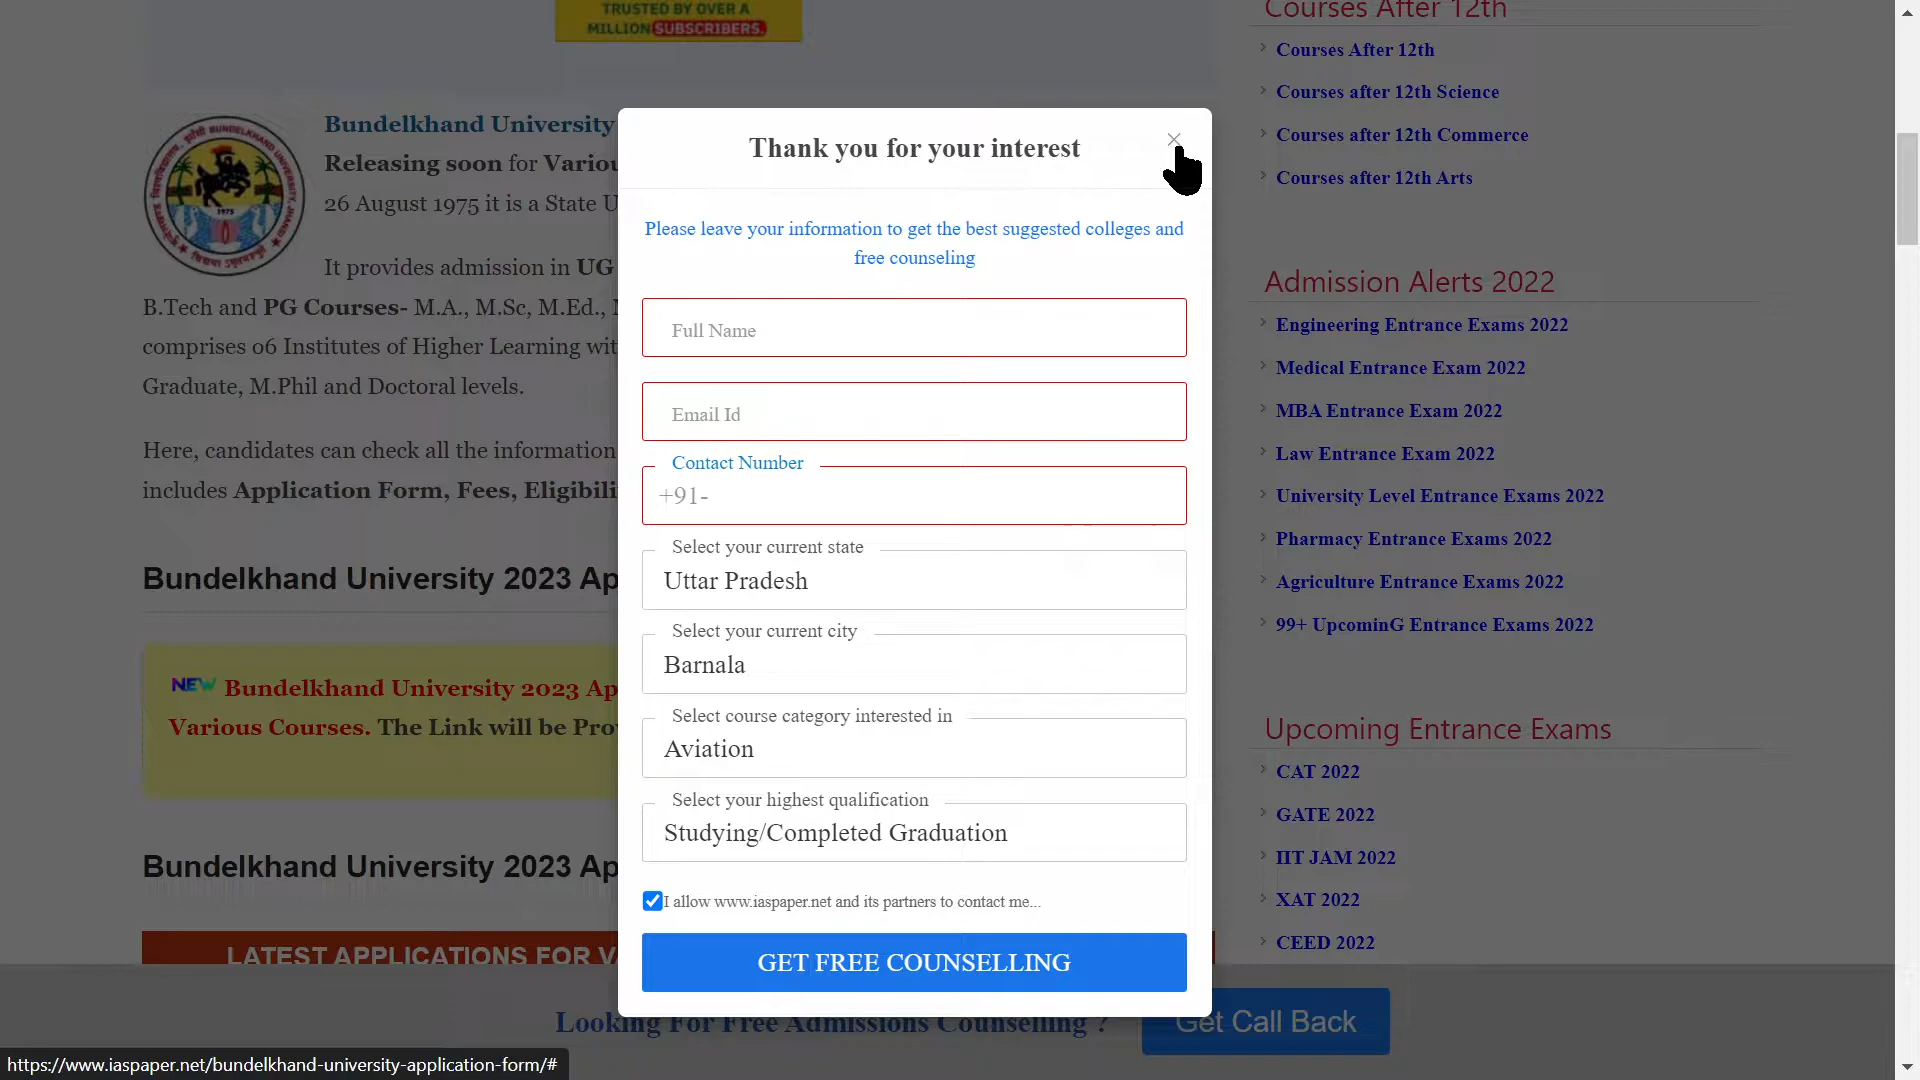 TRUSTED BY OVER A
MILLION SUBSCRIBERS.
Bundelkhand University
Releasing soon for Variou
26 August 1975 it is a State U
It provides admission in UG
B.Tech and PG Courses- M.A., M.Sc, M.Ed.,
comprises 06 Institutes of Higher Learning wit
Graduate, M.Phil and Doctoral levels.
Here, candidates can check all the information
includes Application Form, Fees, Eligibili
Bundelkhand University 2023 Ap
NEW Bundelkhand University 2023 Ap
Various Courses. The Link will be Pro
Bundelkhand University 2023 Ap
LATEST APPLICATIONS FOR VA
Thank you for your interest
Please leave your information to get the best suggested colleges and
free counseling
Full Name
Email Id
Contact Number
+91-
Select your current state
Uttar Pradesh
Select your current city
Barnala
Select course category interested in
Aviation
Select your highest qualification
Studying/Completed Graduation
I allow www.iaspaper.net and its partners to contact me...
GET FREE COUNSELLING
Courses After 12th
Courses After 12th
Courses after 12th Science
Courses after 12th Commerce
Courses after 12th Arts
Admission Alerts 2022
Engineering Entrance Exams 2022
Medical Entrance Exam 2022
MBA Entrance Exam 2022
Law Entrance Exam 2022
University Level Entrance Exams 2022
Pharmacy Entrance Exams 2022
Agriculture Entrance Exams 2022
99+ UpcominG Entrance Exams 2022
Upcoming Entrance Exams
CAT 2022
GATE 2022
IIT JAM 2022
XAT 2022
CEED 2022
Looking For Free Admissions Counselling ?
Get Call Back
https://www.iaspaper.net/bundelkhand-university-application-form/#